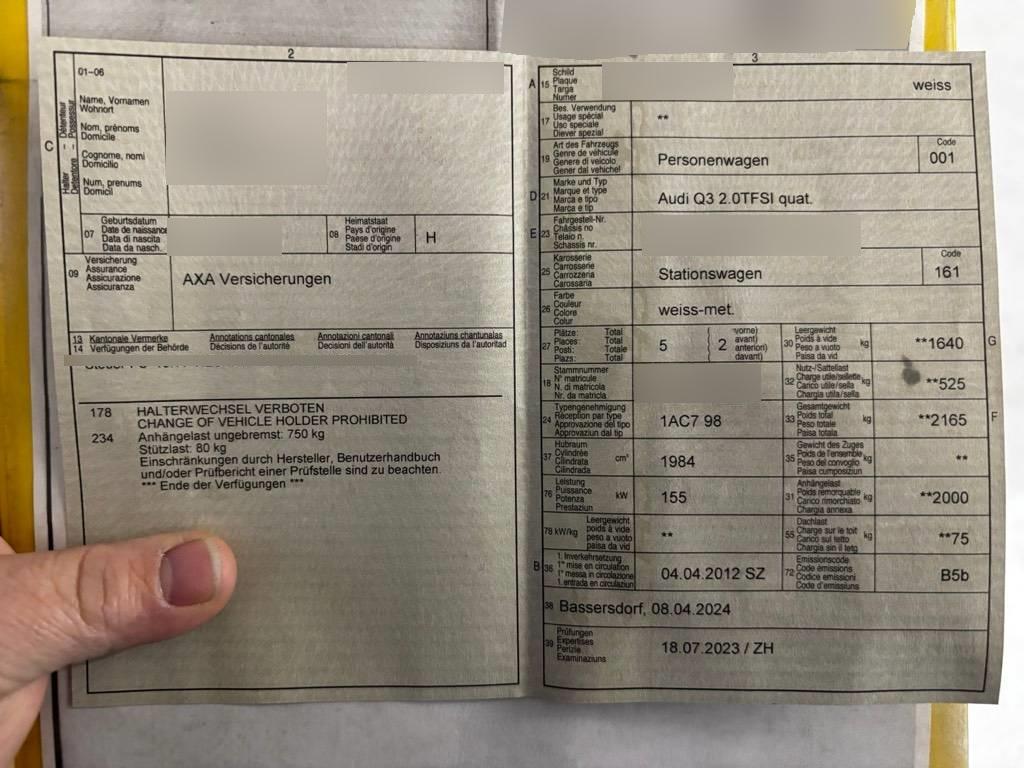 2
01-06
C
Halter – Détenteur
Detentore – Possessur
Name, Vornamen
Wohnort
Nom, prénoms
Domicile
Cognome, nomi
Domicilio
Num, prenums
Domicil
07
Geburtsdatum
Date de naissance
Data di nascita
Data da nasch.
08
Heimatstaat
Pays d'origine
Paese d'origine
Stadi d'origin
H
09
Versicherung
Assurance
Assicurazione
Assicuranza
AXA Versicherungen
13 Kantonale Vermerke Annotations cantonales Annotazioni cantonali Annotaziuns chantunalas
14 Verfügungen der Behörde Décisions de l'autorité Decisioni dell'autorità Disposiziuns da l'autoritad
178 HALTERWECHSEL VERBOTEN
CHANGE OF VEHICLE HOLDER PROHIBITED
234 Anhängelast ungebremst: 750 kg
Stützlast: 80 kg
Einschränkungen durch Hersteller, Benutzerhandbuch
und/oder Prüfbericht einer Prüfstelle sind zu beachten.
*** Ende der Verfügungen ***
3
A 15
Schild
Plaque
Targa
Numer
weiss
17
Bes. Verwendung
Usage spécial
Uso speciale
Diever spezial
**
19
Art des Fahrzeugs
Genre de véhicule
Genere di veicolo
Gener dal vehichel
Personenwagen
Code
001
D 21
Marke und Typ
Marque et type
Marca e tipo
Marca e tip
Audi Q3 2.0TFSI quat.
E 23
Fahrgestell-Nr.
Châssis no
Telaio n.
Schassis nr.
25
Karosserie
Carrosserie
Carrozzeria
Carossaria
Stationswagen
Code
161
26
Farbe
Couleur
Colore
Colur
weiss-met.
27
Plätze: Total
Places: Total
Posti: Totale
Plazs: Total
5
2
vorne)
avant)
anteriori)
davant)
30
Leergewicht
Poids à vide
Peso a vuoto
Paisa da vid
kg
**1640
G
18
Stammnummer
N° matricule
N. di matricola
Nr. da matricla
32
Nutz-/Sattellast
Charge utile/sellette
Carico utile/sella
Chargia utila/sella
kg
**525
24
Typengenehmigung
Réception par type
Approvazione del tipo
Approvaziun dal tip
1AC7 98
33
Gesamtgewicht
Poids total
Peso totale
Paisa totala
kg
**2165
F
37
Hubraum
Cylindrée
Cilindrata
Cilindrada
cm³
1984
35
Gewicht des Zuges
Poids de l'ensemble
Peso del convoglio
Paisa cumposiziun
kg
**
76
Leistung
Puissance
Potenza
Prestaziun
kW
155
31
Anhängelast
Poids remorquable
Carico rimorchiato
Chargia annexa
kg
**2000
78 kW/kg
Leergewicht
poids à vide
peso a vuoto
paisa da vid
**
55
Dachlast
Charge sur le toit
Carico sul tetto
Chargia sin il tetg
kg
**75
B 36
1. Inverkehrsetzung
1re mise en circulation
1a messa in circolazione
1. entrada en circulaziun
04.04.2012 SZ
72
Emissionscode
Code émissions
Codice emissioni
Code d'emissiuns
B5b
38 Bassersdorf, 08.04.2024
39
Prüfungen
Expertises
Perizie
Examinaziuns
18.07.2023 / ZH